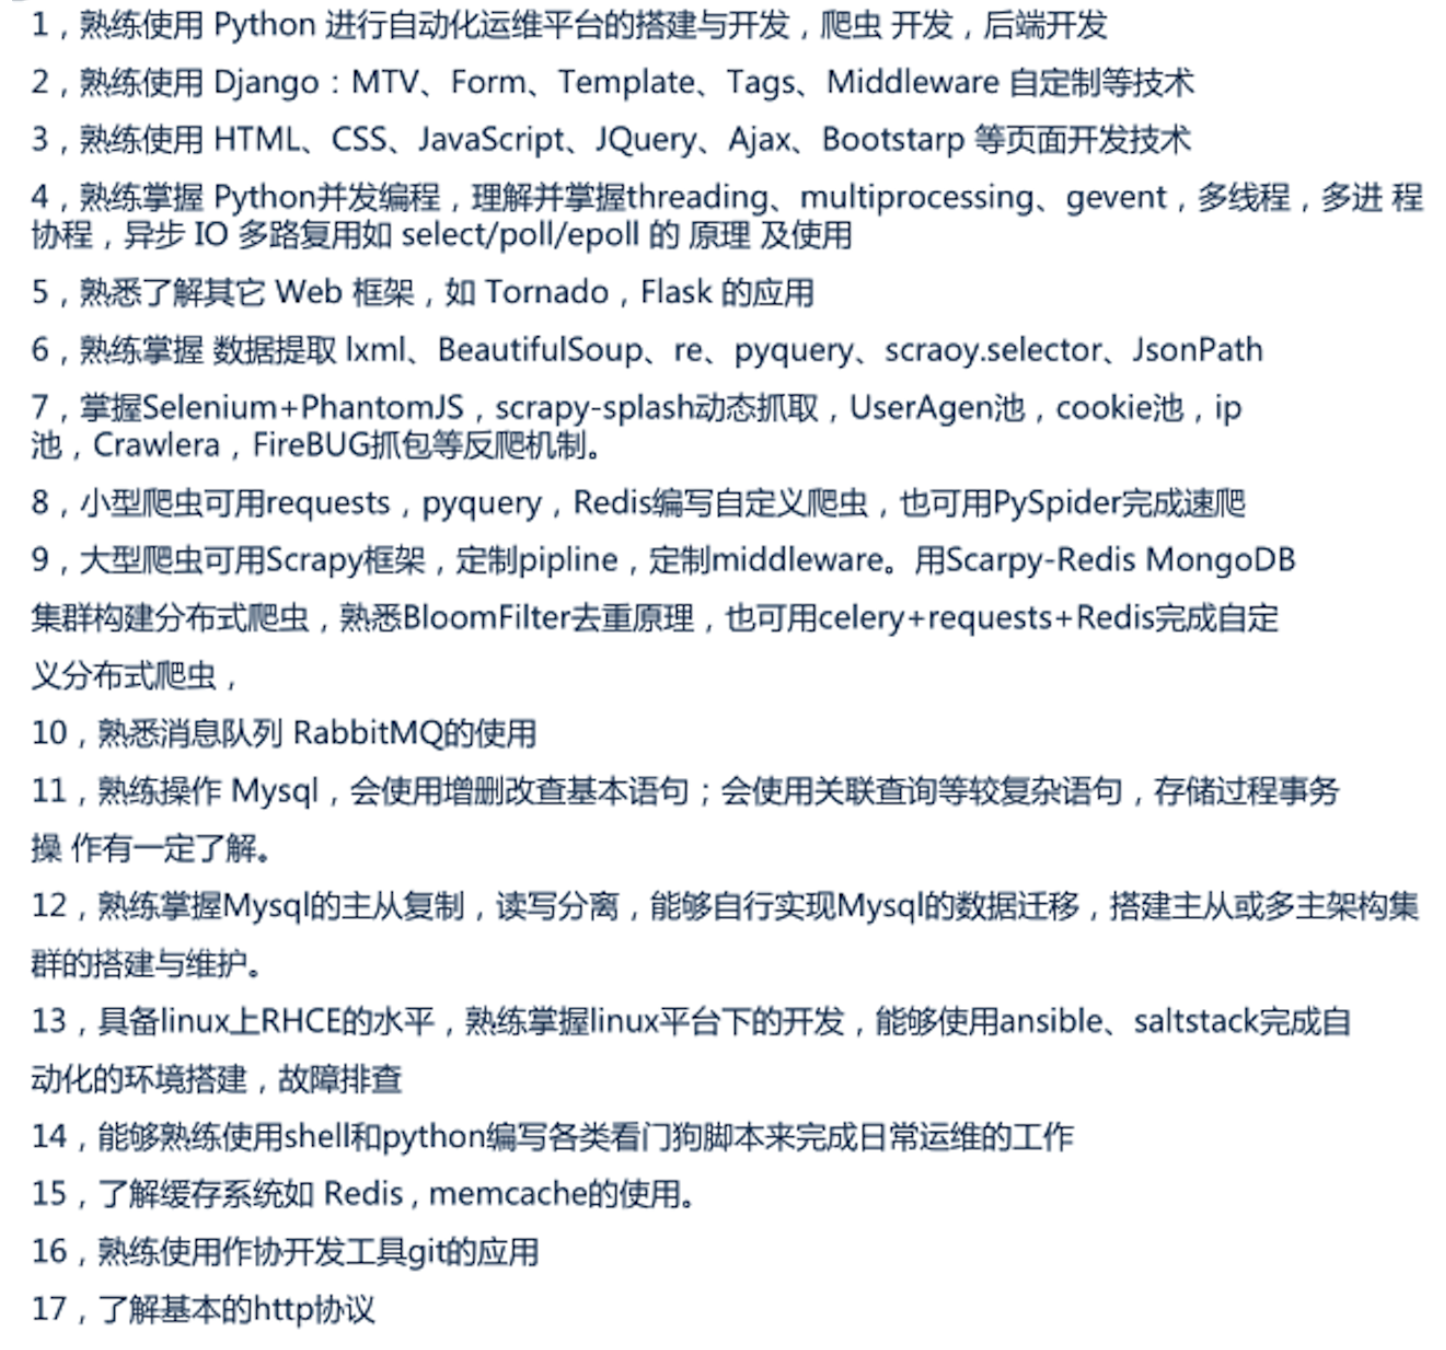 1，熟练使用 Python 进行自动化运维平台的搭建与开发，爬虫 开发，后端开发
2，熟练使用 Django：MTV、Form、Template、Tags、Middleware 自定制等技术
3，熟练使用 HTML、CSS、JavaScript、JQuery、Ajax、Bootstarp 等页面开发技术
4，熟练掌握 Python并发编程，理解并掌握threading、multiprocessing、gevent，多线程，多进 程
协程，异步 IO 多路复用如 select/poll/epoll 的 原理 及使用
5，熟悉了解其它 Web 框架，如 Tornado，Flask 的应用
6，熟练掌握 数据提取 lxml、BeautifulSoup、re、pyquery、scraoy.selector、JsonPath
7，掌握Selenium+PhantomJS，scrapy-splash动态抓取，UserAgen池，cookie池，ip
池，Crawlera，FireBUG抓包等反爬机制。
8，小型爬虫可用requests，pyquery，Redis编写自定义爬虫，也可用PySpider完成速爬
9，大型爬虫可用Scrapy框架，定制pipline，定制middleware。用Scarpy-Redis MongoDB
集群构建分布式爬虫，熟悉BloomFilter去重原理，也可用celery+requests+Redis完成自定
义分布式爬虫，
10，熟悉消息队列 RabbitMQ的使用
11，熟练操作 Mysql，会使用增删改查基本语句；会使用关联查询等较复杂语句，存储过程事务
操 作有一定了解。
12，熟练掌握Mysql的主从复制，读写分离，能够自行实现Mysql的数据迁移，搭建主从或多主架构集
群的搭建与维护。
13，具备linux上RHCE的水平，熟练掌握linux平台下的开发，能够使用ansible、saltstack完成自
动化的环境搭建，故障排查
14，能够熟练使用shell和python编写各类看门狗脚本来完成日常运维的工作
15，了解缓存系统如 Redis , memcache的使用。
16，熟练使用作协开发工具git的应用
17，了解基本的http协议